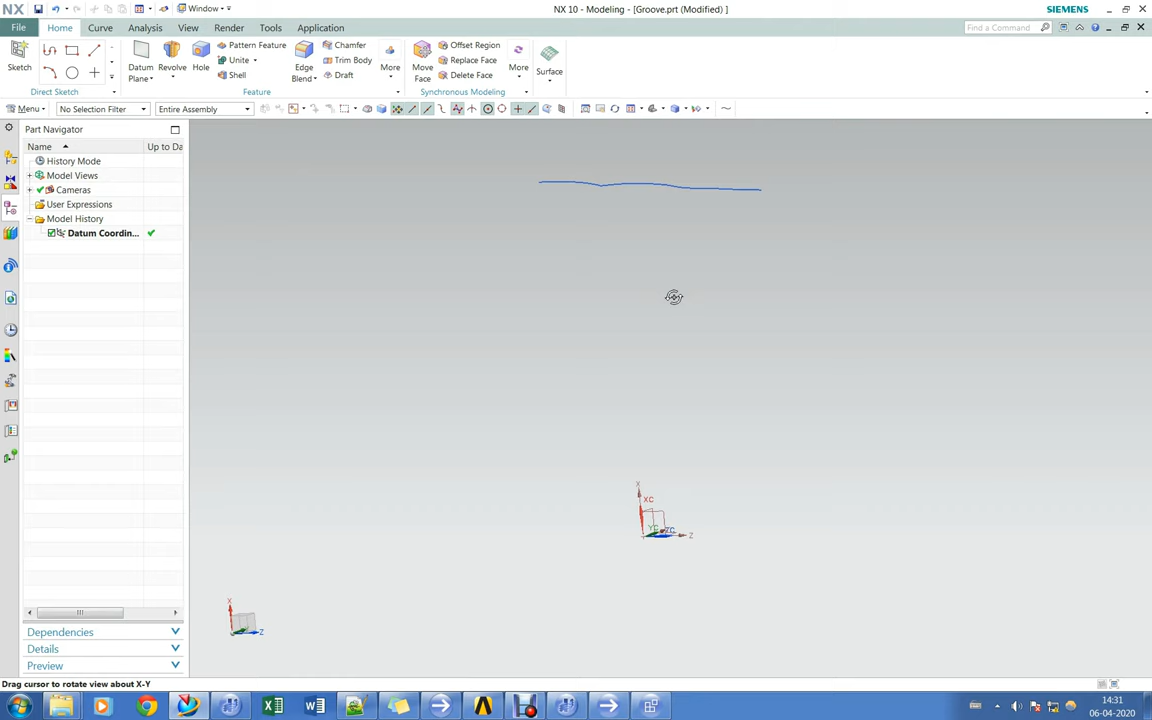 NX Window NX 10 - Modeling - [Groove.prt (Modified) ] SIEMENS
File Home Curve Analysis View Render Tools Application Find a Command
Sketch Datum Plane Revolve Hole Pattern Feature Unite Shell Edge Blend Chamfer Trim Body Draft More Move Face Offset Region Replace Face Delete Face More Surface
Direct Sketch Feature Synchronous Modeling
Menu No Selection Filter Entire Assembly
Part Navigator
Name Up to Da
History Mode
Model Views
Cameras
User Expressions
Model History
Datum Coordin...
X
XC
YC ZC Z
X
Z
Dependencies
Details
Preview
Drag cursor to rotate view about X-Y
14:31
06-04-2020